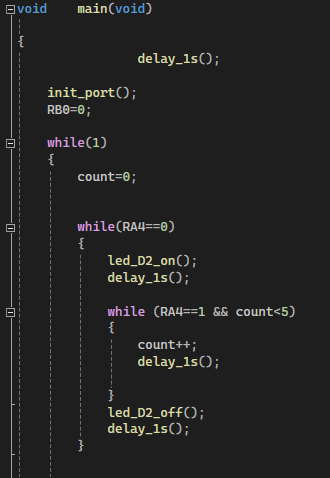 void    main(void)
{
                delay_1s();
    init_port();
    RB0=0;
    while(1)
    {
        count=0;
        while(RA4==0)
        {
            led_D2_on();
            delay_1s();
            while (RA4==1 && count<5)
            {
                count++;
                delay_1s();
            }
            led_D2_off();
            delay_1s();
        }